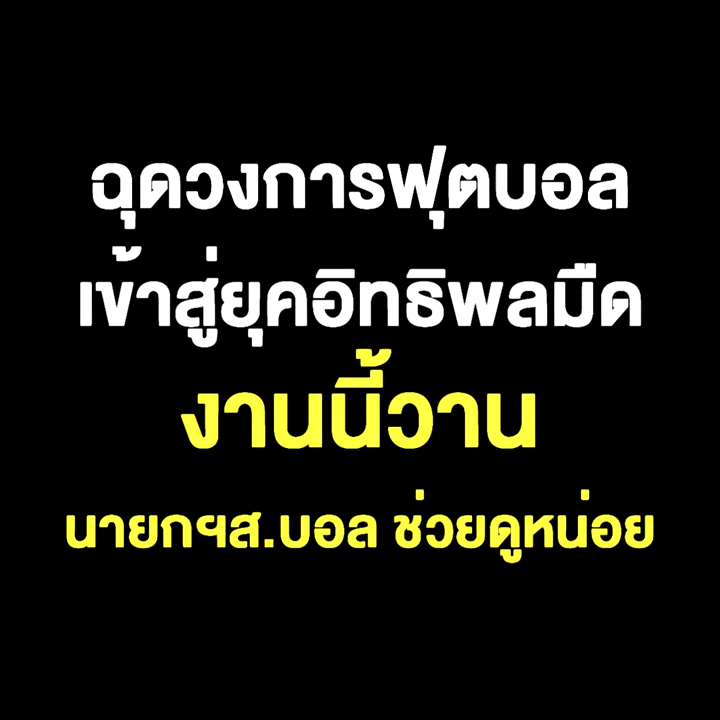 ฉุดวงการฟุตบอล
เข้าสู่ยุคอิทธิพลมืด
งานนี้วาน
นายกฯส.บอล ช่วยดูหน่อย